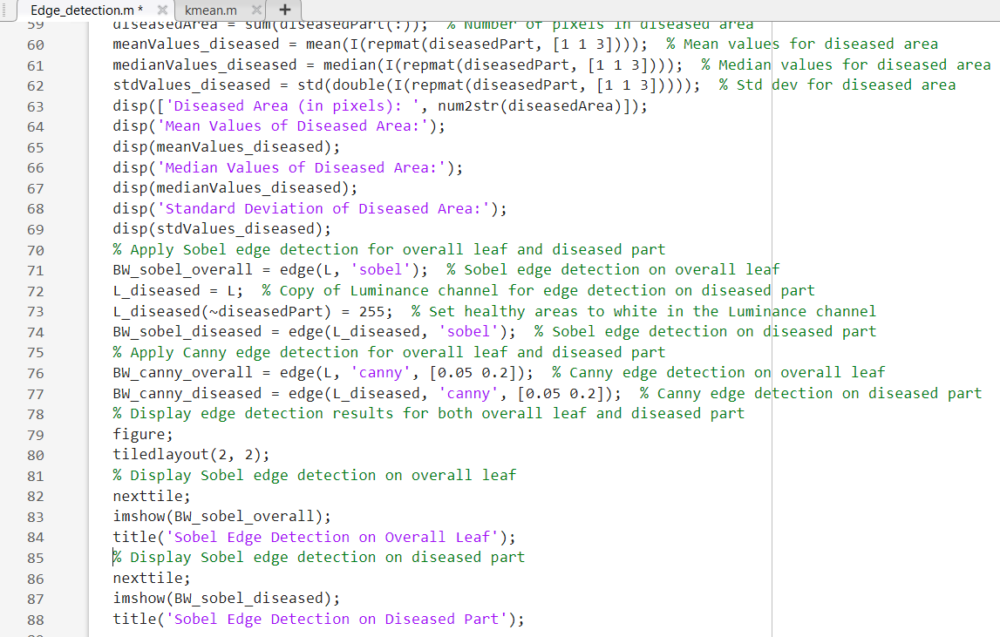 Edge_detection.m * × kmean.m × +
59 diseasedArea = sum(diseasedPart(:)); % Number of pixels in diseased area
60 meanValues_diseased = mean(I(repmat(diseasedPart, [1 1 3]))); % Mean values for diseased area
61 medianValues_diseased = median(I(repmat(diseasedPart, [1 1 3]))); % Median values for diseased area
62 stdValues_diseased = std(double(I(repmat(diseasedPart, [1 1 3])))); % Std dev for diseased area
63 disp(['Diseased Area (in pixels): ', num2str(diseasedArea)]);
64 disp('Mean Values of Diseased Area:');
65 disp(meanValues_diseased);
66 disp('Median Values of Diseased Area:');
67 disp(medianValues_diseased);
68 disp('Standard Deviation of Diseased Area:');
69 disp(stdValues_diseased);
70 % Apply Sobel edge detection for overall leaf and diseased part
71 BW_sobel_overall = edge(L, 'sobel'); % Sobel edge detection on overall leaf
72 L_diseased = L; % Copy of Luminance channel for edge detection on diseased part
73 L_diseased(~diseasedPart) = 255; % Set healthy areas to white in the Luminance channel
74 BW_sobel_diseased = edge(L_diseased, 'sobel'); % Sobel edge detection on diseased part
75 % Apply Canny edge detection for overall leaf and diseased part
76 BW_canny_overall = edge(L, 'canny', [0.05 0.2]); % Canny edge detection on overall leaf
77 BW_canny_diseased = edge(L_diseased, 'canny', [0.05 0.2]); % Canny edge detection on diseased part
78 % Display edge detection results for both overall leaf and diseased part
79 figure;
80 tiledlayout(2, 2);
81 % Display Sobel edge detection on overall leaf
82 nexttile;
83 imshow(BW_sobel_overall);
84 title('Sobel Edge Detection on Overall Leaf');
85 % Display Sobel edge detection on diseased part
86 nexttile;
87 imshow(BW_sobel_diseased);
88 title('Sobel Edge Detection on Diseased Part');